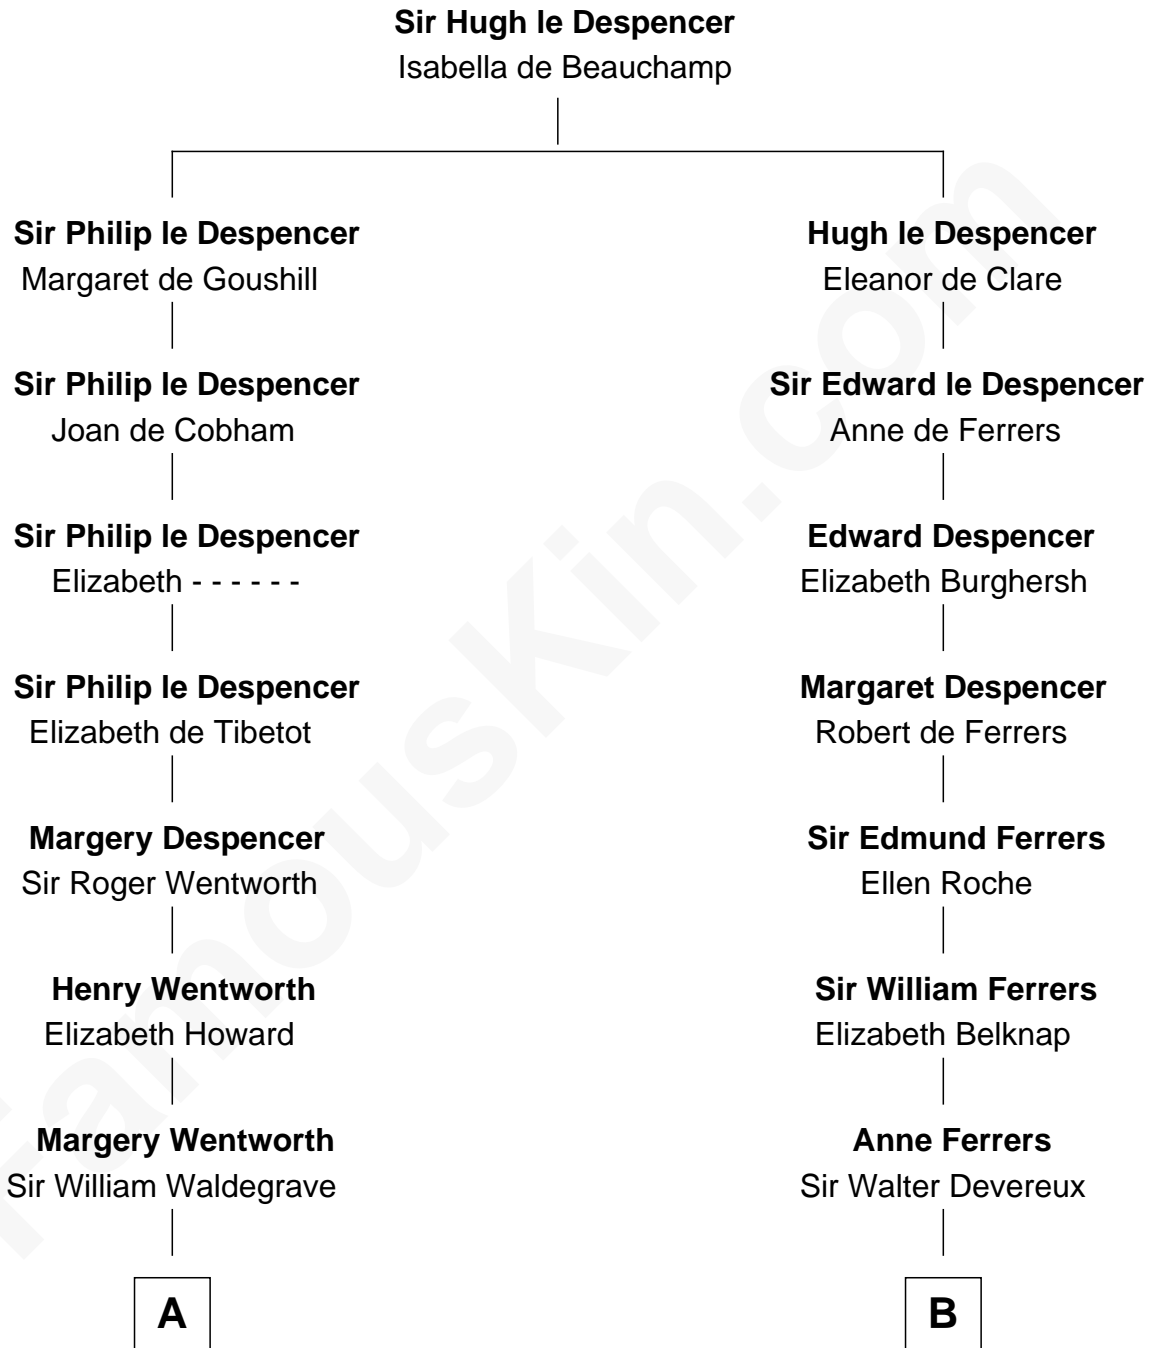 Sir Hugh le Despencer
Isabella de Beauchamp
Sir Philip le Despencer
Margaret de Goushill
Hugh le Despencer
Eleanor de Clare
Sir Philip le Despencer
Joan de Cobham
Sir Edward le Despencer
Anne de Ferrers
Sir Philip le Despencer
Elizabeth - - - - - -
Edward Despencer
Elizabeth Burghersh
Sir Philip le Despencer
Elizabeth de Tibetot
Margaret Despencer
Robert de Ferrers
Margery Despencer
Sir Roger Wentworth
Sir Edmund Ferrers
Ellen Roche
Henry Wentworth
Elizabeth Howard
Sir William Ferrers
Elizabeth Belknap
Margery Wentworth
Sir William Waldegrave
Anne Ferrers
Sir Walter Devereux
A
B
FamousKin.com